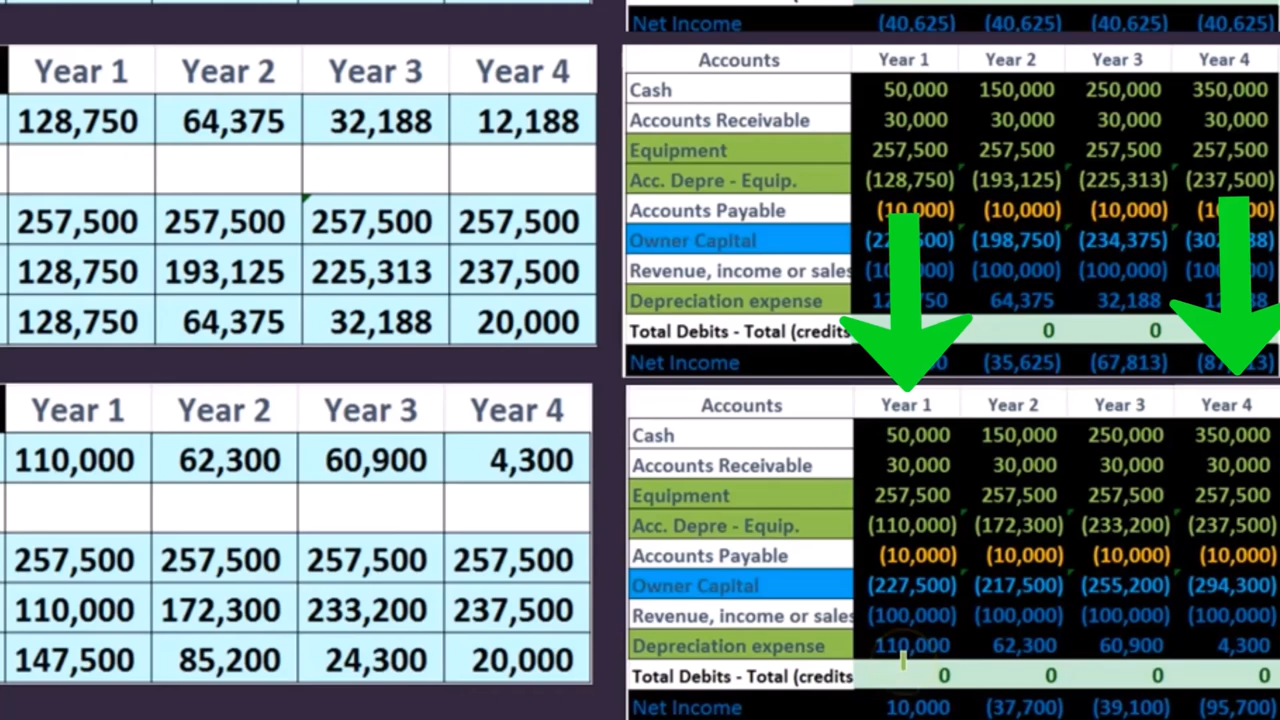 Net Income (40,625) (40,625) (40,625) (40,625)
Year 1 Year 2 Year 3 Year 4
128,750 64,375 32,188 12,188
257,500 257,500 257,500 257,500
128,750 193,125 225,313 237,500
128,750 64,375 32,188 20,000
Accounts Year 1 Year 2 Year 3 Year 4
Cash 50,000 150,000 250,000 350,000
Accounts Receivable 30,000 30,000 30,000 30,000
Equipment 257,500 257,500 257,500 257,500
Acc. Depre - Equip. (128,750) (193,125) (225,313) (237,500)
Accounts Payable (10,000) (10,000) (10,000)
Owner Capital (198,750) (234,375)
Revenue, income or sales (100,000) (100,000)
Depreciation expense 64,375 32,188
Total Debits - Total (credits 0 0
Net Income (35,625) (67,813)
Year 1 Year 2 Year 3 Year 4
110,000 62,300 60,900 4,300
257,500 257,500 257,500 257,500
110,000 172,300 233,200 237,500
147,500 85,200 24,300 20,000
Accounts Year 1 Year 2 Year 3 Year 4
Cash 50,000 150,000 250,000 350,000
Accounts Receivable 30,000 30,000 30,000 30,000
Equipment 257,500 257,500 257,500 257,500
Acc. Depre - Equip. (110,000) (172,300) (233,200) (237,500)
Accounts Payable (10,000) (10,000) (10,000) (10,000)
Owner Capital (227,500) (217,500) (255,200) (294,300)
Revenue, income or sales (100,000) (100,000) (100,000) (100,000)
Depreciation expense 110,000 62,300 60,900 4,300
Total Debits - Total (credits 0 0 0 0
Net Income 10,000 (37,700) (39,100) (95,700)